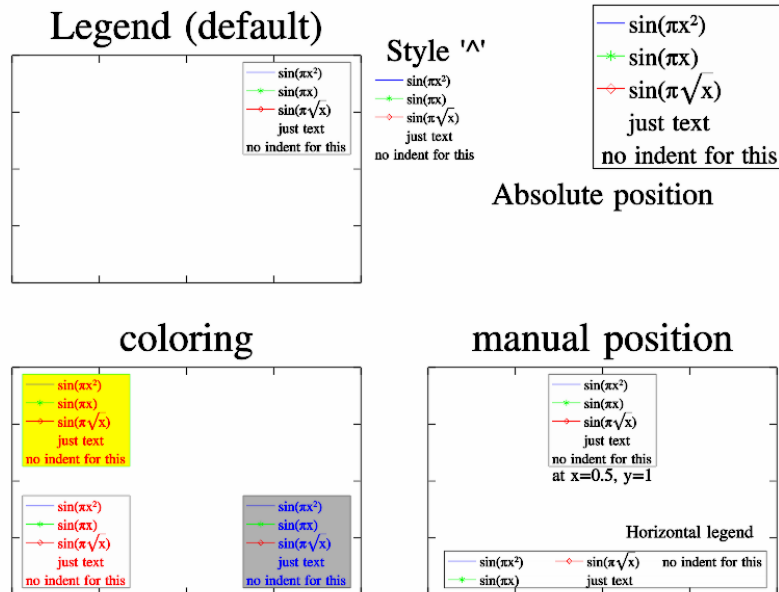 Legend (default)
sin(πx²)
sin(πx)
sin(π√x)
just text
no indent for this
Style '^'
sin(πx²)
sin(πx)
sin(π√x)
just text
no indent for this
sin(πx²)
sin(πx)
sin(π√x)
just text
no indent for this
Absolute position
coloring
sin(πx²)
sin(πx)
sin(π√x)
just text
no indent for this
sin(πx²)
sin(πx)
sin(π√x)
just text
no indent for this
sin(πx²)
sin(πx)
sin(π√x)
just text
no indent for this
manual position
sin(πx²)
sin(πx)
sin(π√x)
just text
no indent for this
at x=0.5, y=1
Horizontal legend
sin(πx²) sin(π√x) no indent for this
sin(πx) just text